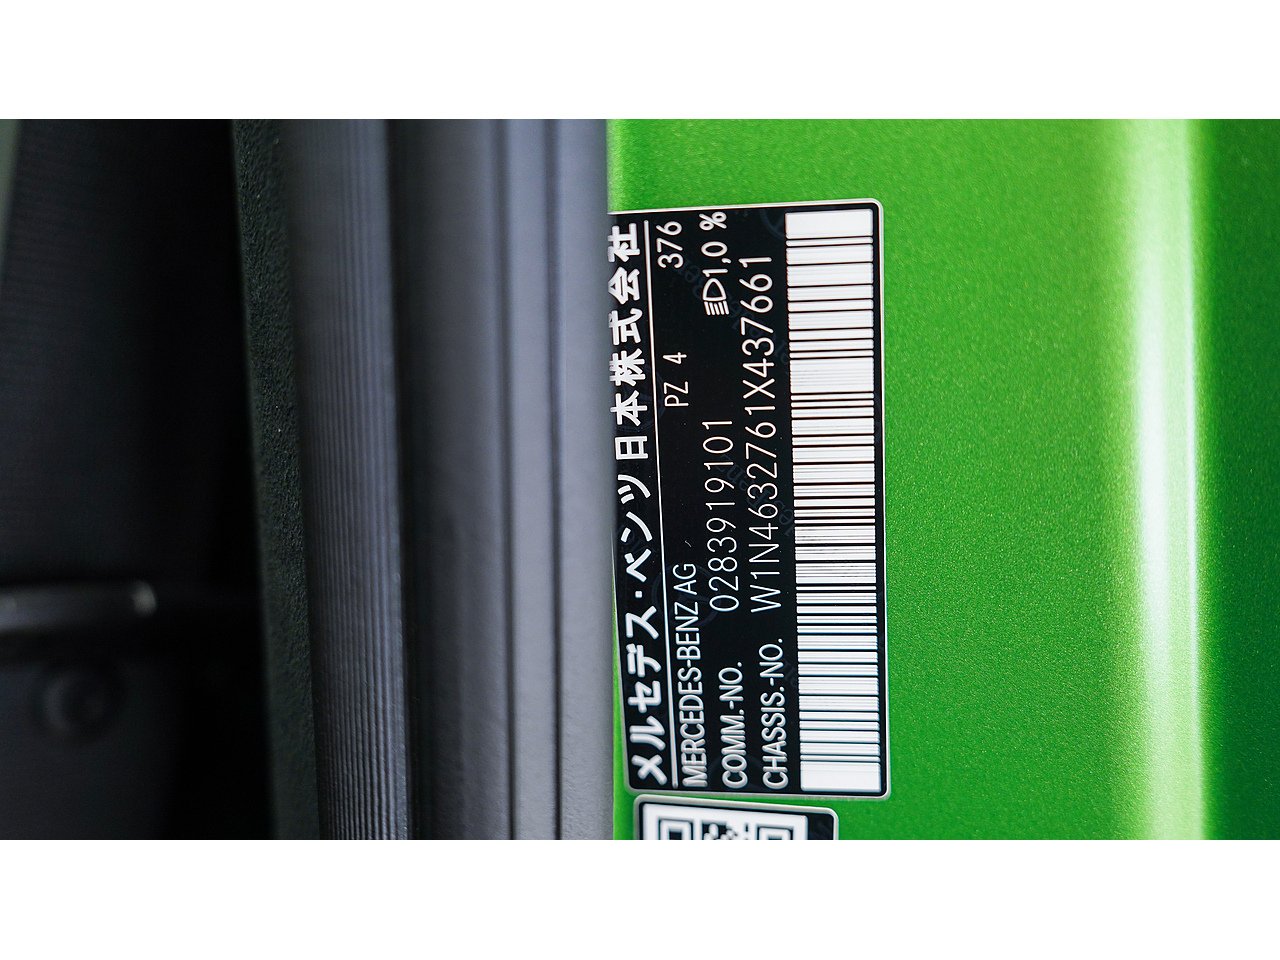 メルセデス・ベンツ日本株式会社
MERCEDES-BENZ AG PZ 4 376
COMM.-NO. 0283919101 1,0 %
CHASSIS.-NO. W1N4632761X437661